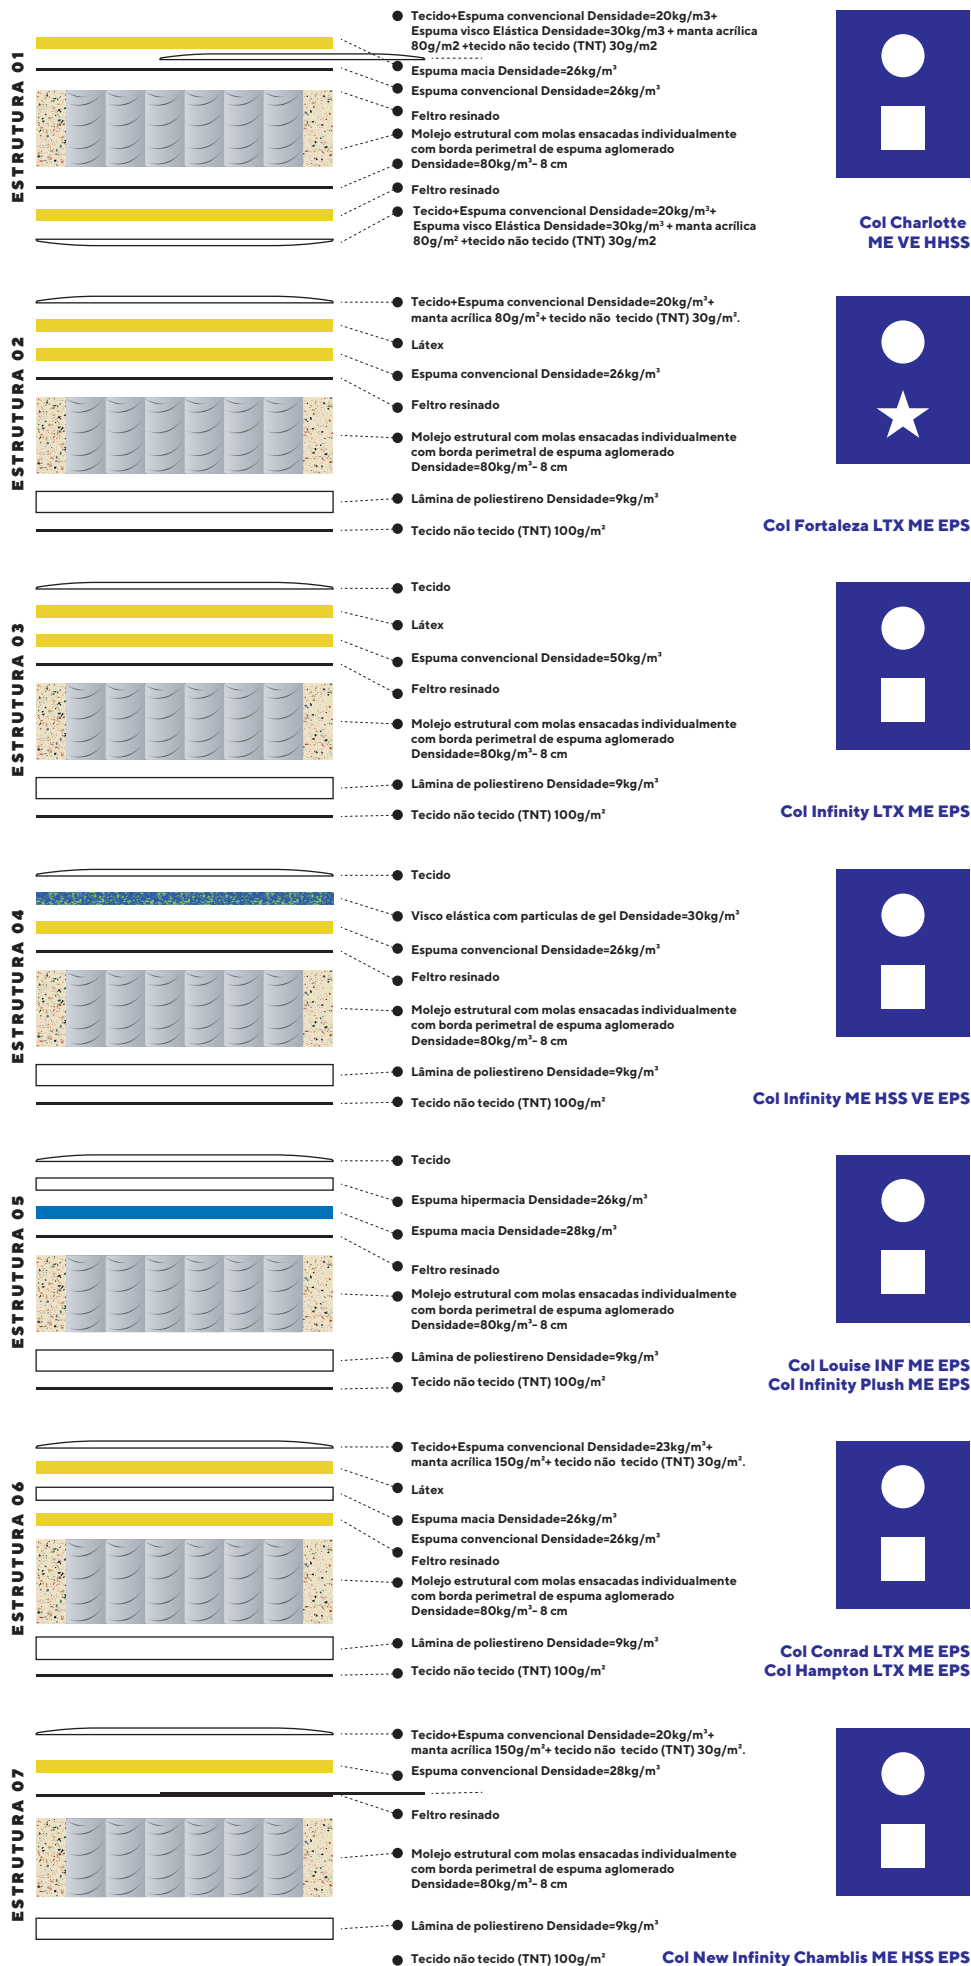 ESTRUTURA 01
Tecido+Espuma convencional Densidade=20kg/m3+
Espuma visco Elástica Densidade=30kg/m3 + manta acrílica
80g/m2 +tecido não tecido (TNT) 30g/m2
Espuma macia Densidade=26kg/m³
Espuma convencional Densidade=26kg/m³
Feltro resinado
Molejo estrutural com molas ensacadas individualmente
com borda perimetral de espuma aglomerado
Densidade=80kg/m³- 8 cm
Feltro resinado
Tecido+Espuma convencional Densidade=20kg/m³+
Espuma visco Elástica Densidade=30kg/m³ + manta acrílica
80g/m² +tecido não tecido (TNT) 30g/m2
Col Charlotte
ME VE HHSS
ESTRUTURA 02
Tecido+Espuma convencional Densidade=20kg/m³+
manta acrílica 80g/m²+ tecido não tecido (TNT) 30g/m².
Látex
Espuma convencional Densidade=26kg/m³
Feltro resinado
Molejo estrutural com molas ensacadas individualmente
com borda perimetral de espuma aglomerado
Densidade=80kg/m³- 8 cm
Lâmina de poliestireno Densidade=9kg/m³
Tecido não tecido (TNT) 100g/m²
Col Fortaleza LTX ME EPS
ESTRUTURA 03
Tecido
Látex
Espuma convencional Densidade=50kg/m³
Feltro resinado
Molejo estrutural com molas ensacadas individualmente
com borda perimetral de espuma aglomerado
Densidade=80kg/m³- 8 cm
Lâmina de poliestireno Densidade=9kg/m³
Tecido não tecido (TNT) 100g/m²
Col Infinity LTX ME EPS
ESTRUTURA 04
Tecido
Visco elástica com particulas de gel Densidade=30kg/m³
Espuma convencional Densidade=26kg/m³
Feltro resinado
Molejo estrutural com molas ensacadas individualmente
com borda perimetral de espuma aglomerado
Densidade=80kg/m³- 8 cm
Lâmina de poliestireno Densidade=9kg/m³
Tecido não tecido (TNT) 100g/m²
Col Infinity ME HSS VE EPS
ESTRUTURA 05
Tecido
Espuma hipermacia Densidade=26kg/m³
Espuma macia Densidade=28kg/m³
Feltro resinado
Molejo estrutural com molas ensacadas individualmente
com borda perimetral de espuma aglomerado
Densidade=80kg/m³- 8 cm
Lâmina de poliestireno Densidade=9kg/m³
Tecido não tecido (TNT) 100g/m²
Col Louise INF ME EPS
Col Infinity Plush ME EPS
ESTRUTURA 06
Tecido+Espuma convencional Densidade=23kg/m³+
manta acrílica 150g/m²+ tecido não tecido (TNT) 30g/m².
Látex
Espuma macia Densidade=26kg/m³
Espuma convencional Densidade=26kg/m³
Feltro resinado
Molejo estrutural com molas ensacadas individualmente
com borda perimetral de espuma aglomerado
Densidade=80kg/m³- 8 cm
Lâmina de poliestireno Densidade=9kg/m³
Tecido não tecido (TNT) 100g/m²
Col Conrad LTX ME EPS
Col Hampton LTX ME EPS
ESTRUTURA 07
Tecido+Espuma convencional Densidade=20kg/m³+
manta acrílica 150g/m²+ tecido não tecido (TNT) 30g/m².
Espuma convencional Densidade=28kg/m³
Feltro resinado
Molejo estrutural com molas ensacadas individualmente
com borda perimetral de espuma aglomerado
Densidade=80kg/m³- 8 cm
Lâmina de poliestireno Densidade=9kg/m³
Tecido não tecido (TNT) 100g/m²
Col New Infinity Chamblis ME HSS EPS